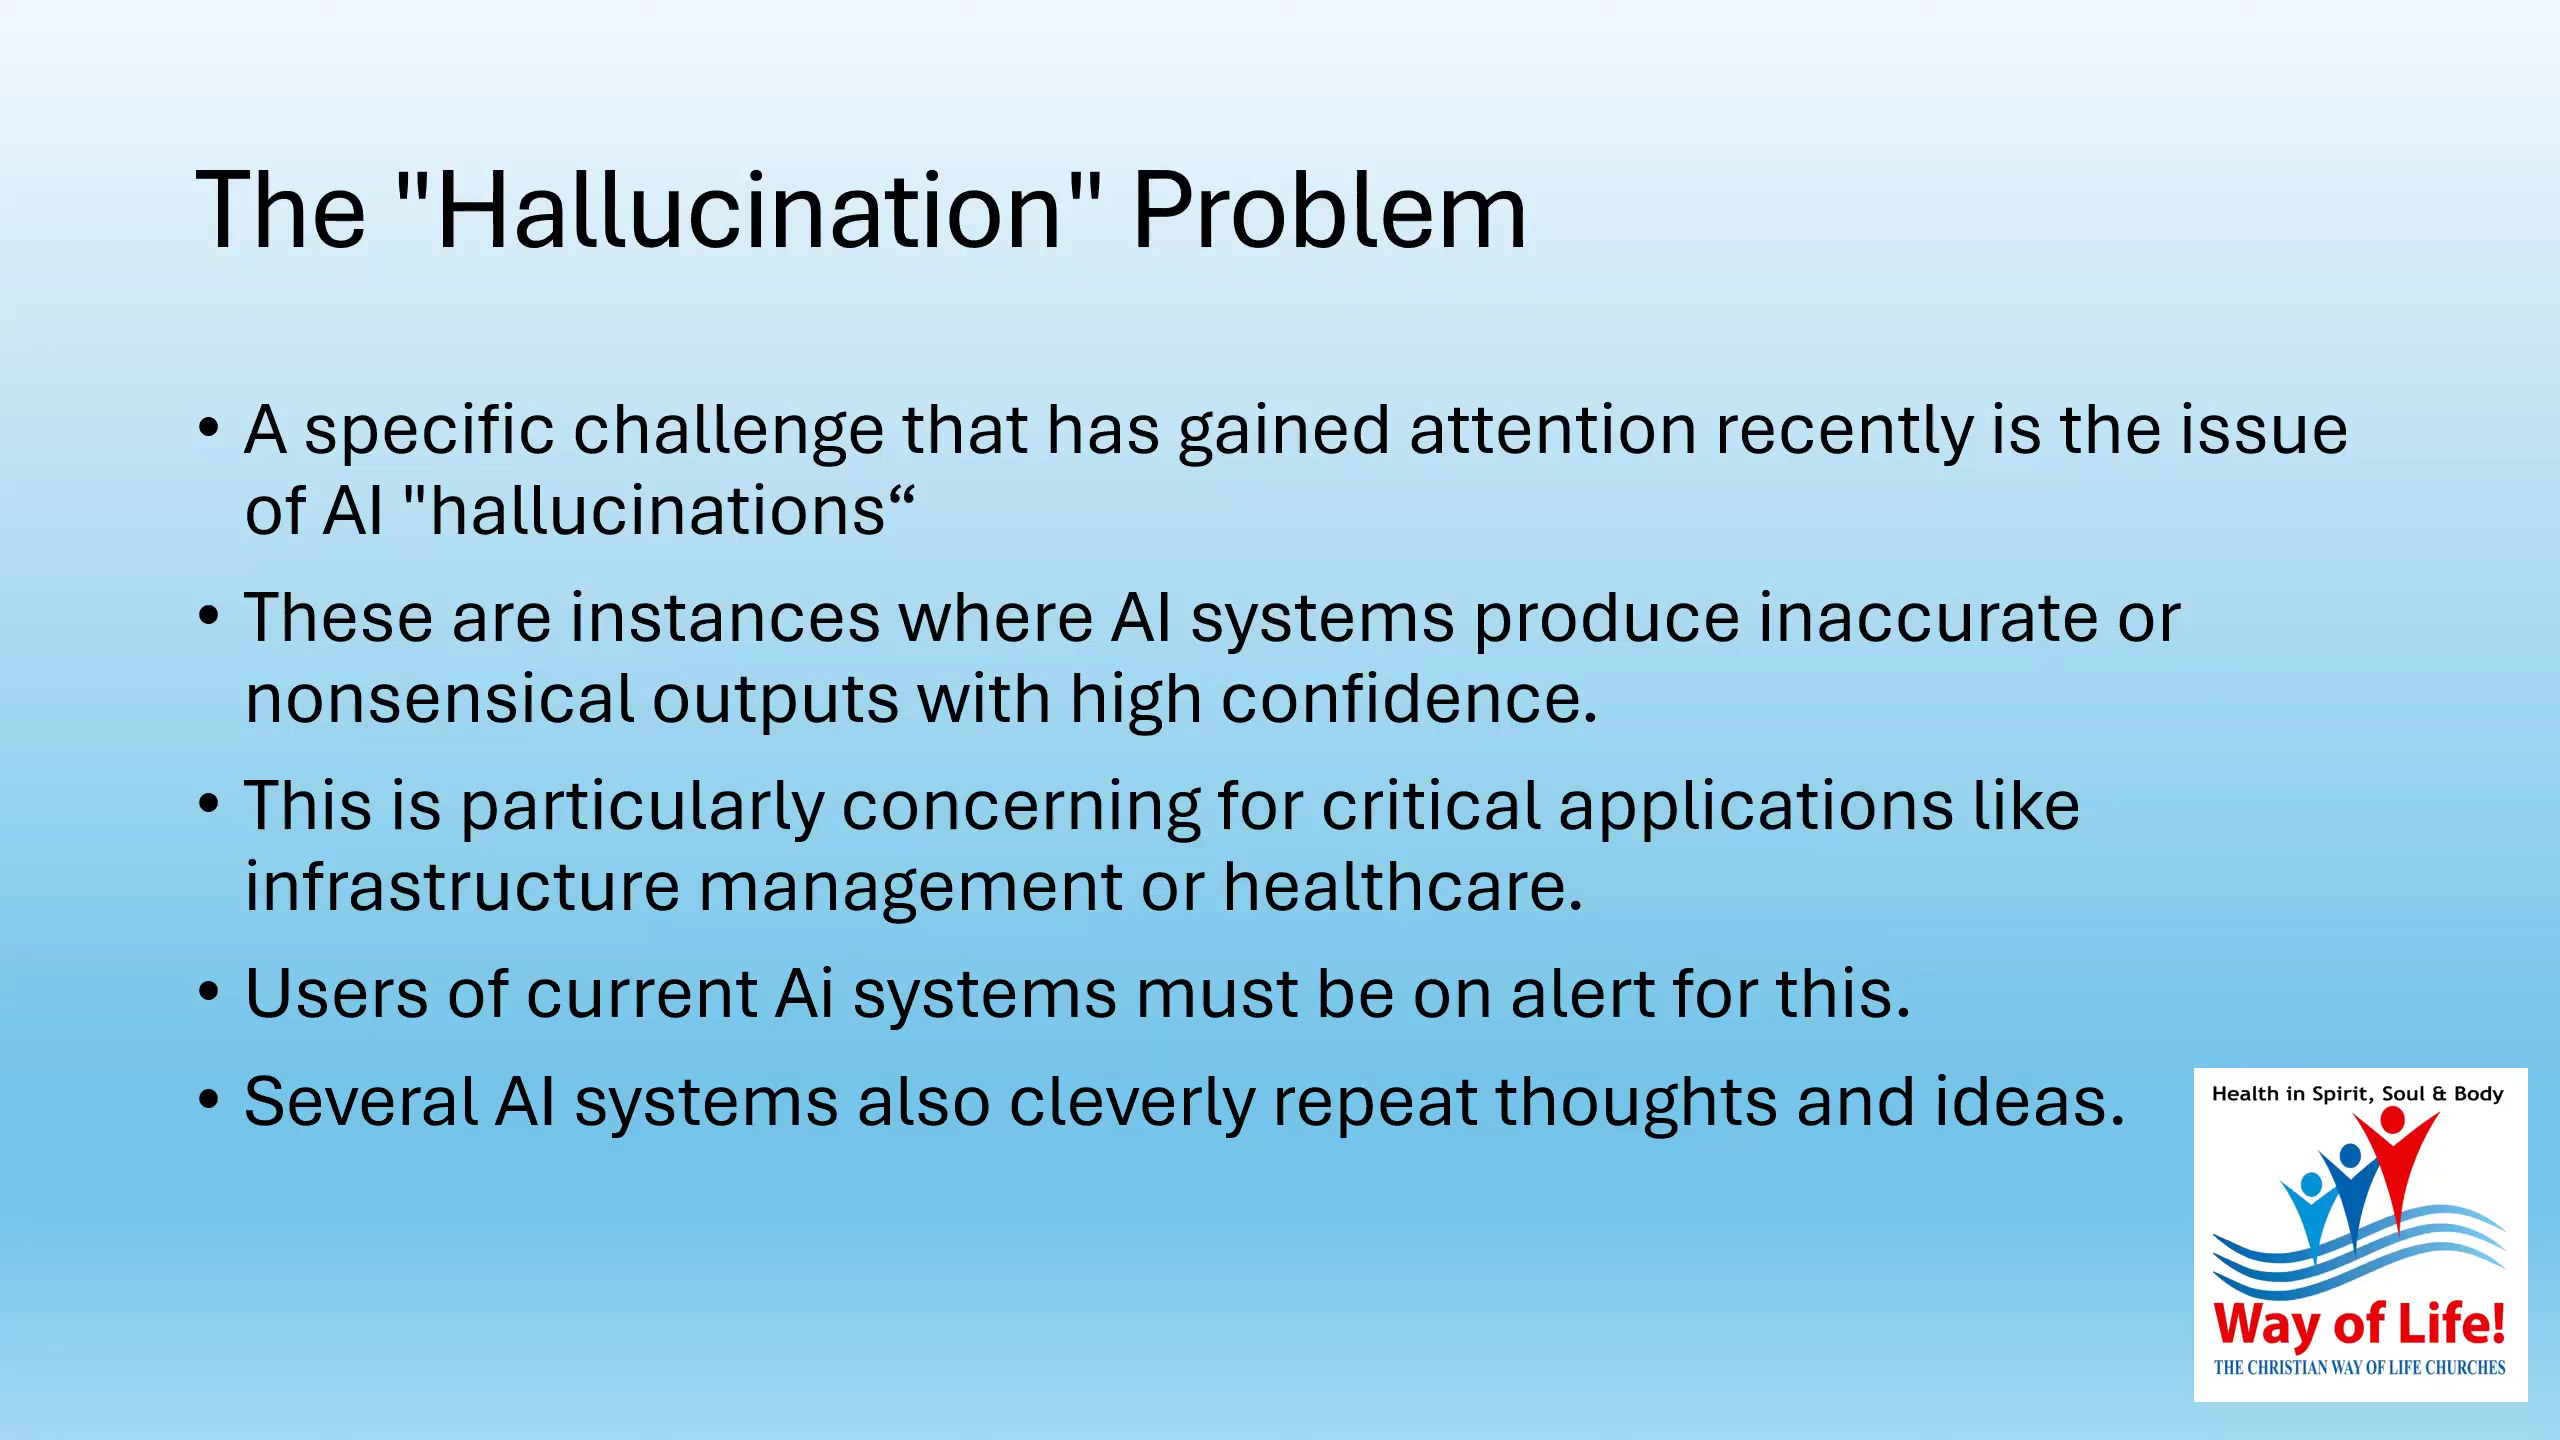 The "Hallucination" Problem
• A specific challenge that has gained attention recently is the issue
of AI "hallucinations“
• These are instances where AI systems produce inaccurate or
nonsensical outputs with high confidence.
• This is particularly concerning for critical applications like
infrastructure management or healthcare.
• Users of current Ai systems must be on alert for this.
• Several AI systems also cleverly repeat thoughts and ideas.
Health in Spirit, Soul & Body
Way of Life!
THE CHRISTIAN WAY OF LIFE CHURCHES